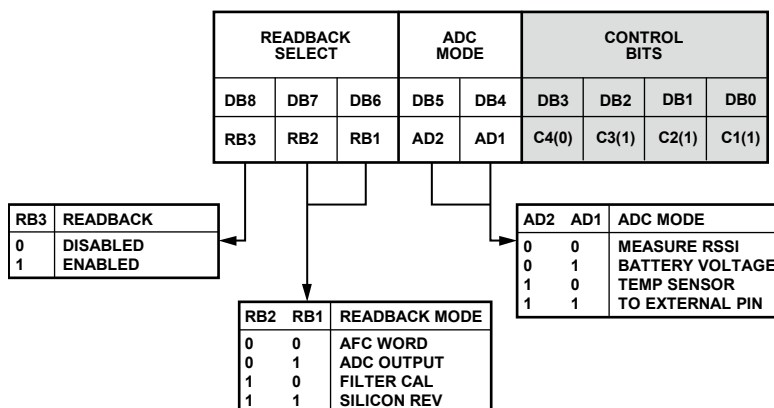 READBACK SELECT ADC MODE CONTROL BITS
DB8 DB7 DB6 DB5 DB4 DB3 DB2 DB1 DB0
RB3 RB2 RB1 AD2 AD1 C4(0) C3(1) C2(1) C1(1)
RB3 READBACK
0 DISABLED
1 ENABLED
AD2 AD1 ADC MODE
0 0 MEASURE RSSI
0 1 BATTERY VOLTAGE
1 0 TEMP SENSOR
1 1 TO EXTERNAL PIN
RB2 RB1 READBACK MODE
0 0 AFC WORD
0 1 ADC OUTPUT
1 0 FILTER CAL
1 1 SILICON REV